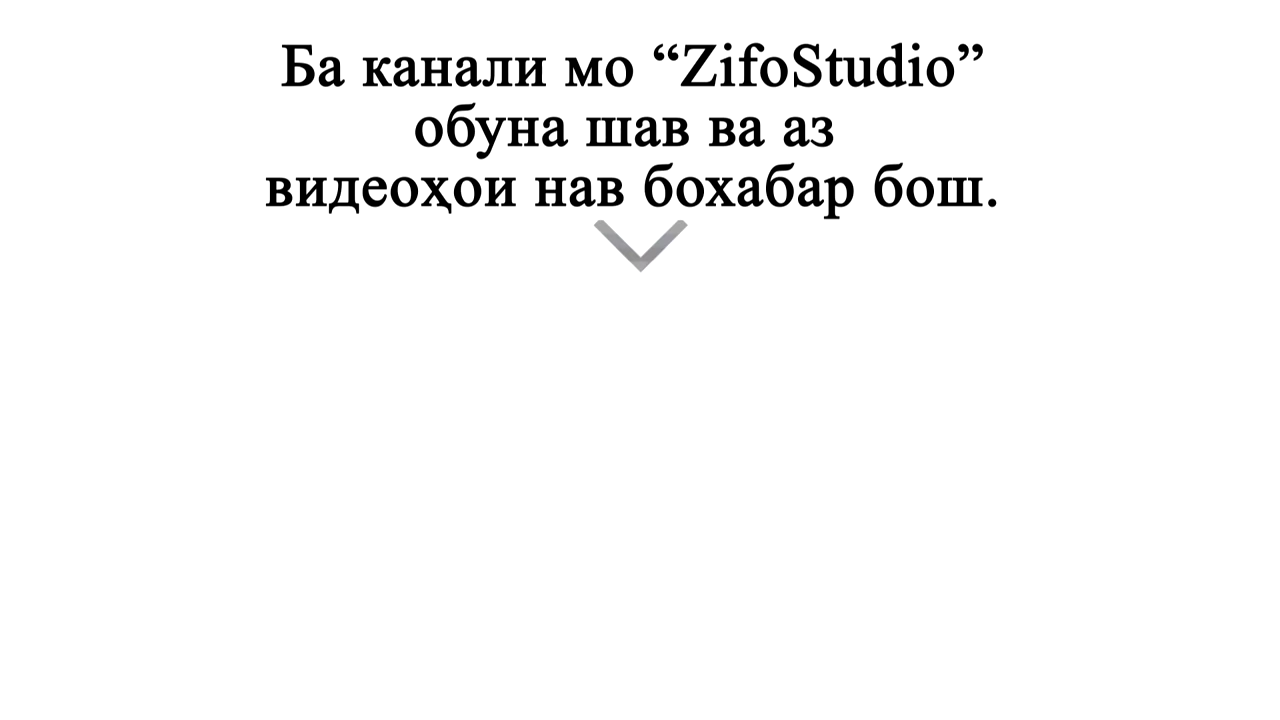 Ба канали мо “ZifoStudio”
обуна шав ва аз
видеоҳои нав бохабар бош.